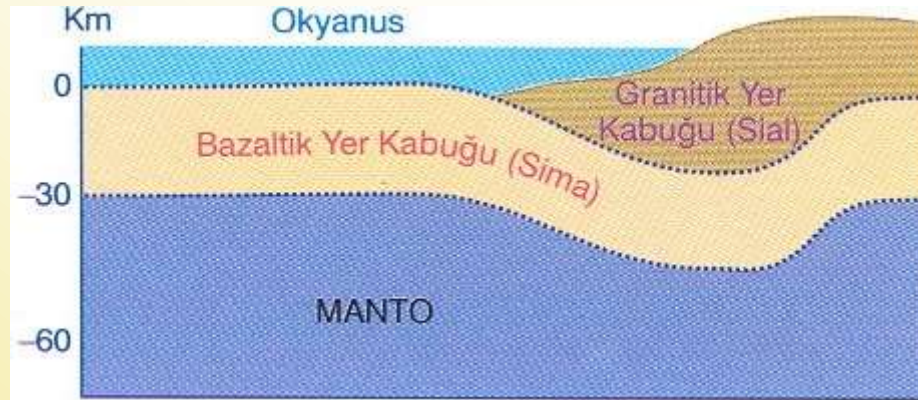 Km
Okyanus
0
Granitik Yer
Kabuğu (Sial)
Bazaltik Yer Kabuğu (Sima)
–30
MANTO
–60